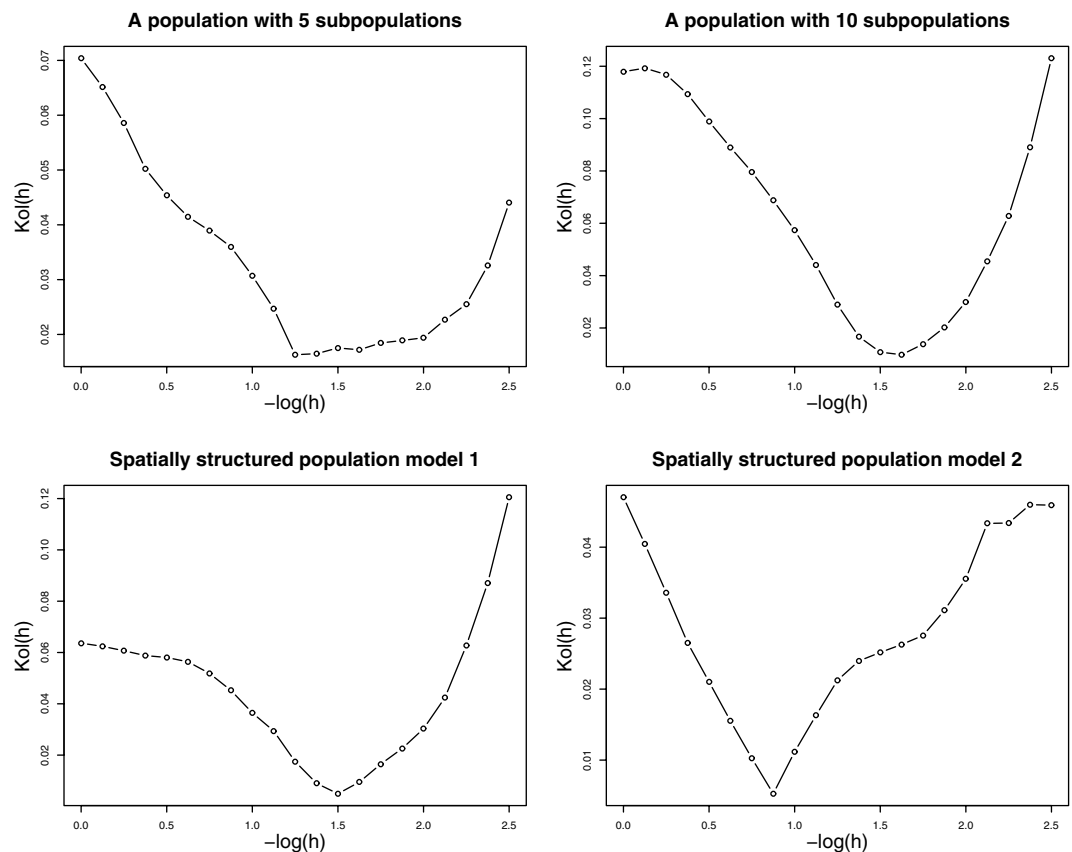 A population with 5 subpopulations
Kol(h)
0.07
0.06
0.05
0.04
0.03
0.02
0.0 0.5 1.0 1.5 2.0 2.5
−log(h)
A population with 10 subpopulations
Kol(h)
0.12
0.10
0.08
0.06
0.04
0.02
0.0 0.5 1.0 1.5 2.0 2.5
−log(h)
Spatially structured population model 1
Kol(h)
0.12
0.10
0.08
0.06
0.04
0.02
0.0 0.5 1.0 1.5 2.0 2.5
−log(h)
Spatially structured population model 2
Kol(h)
0.04
0.03
0.02
0.01
0.0 0.5 1.0 1.5 2.0 2.5
−log(h)